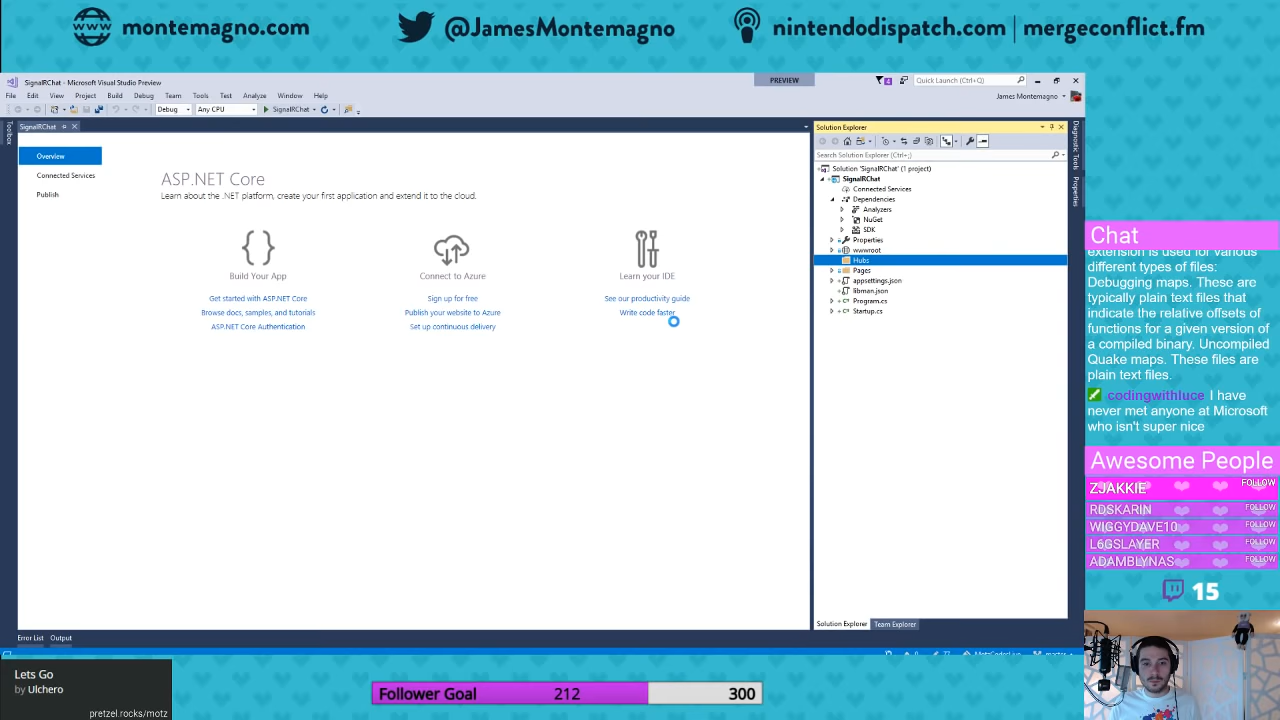 montemagno.com
@JamesMontemagno
nintendodispatch.com | mergeconflict.fm
SignalRChat - Microsoft Visual Studio Preview
PREVIEW
4
Quick Launch (Ctrl+Q)
File Edit View Project Build Debug Team Tools Test Analyze Window Help
James Montemagno
Debug
Any CPU
SignalRChat
Toolbox
SignalRChat
Overview
Connected Services
Publish
ASP.NET Core
Learn about the .NET platform, create your first application and extend it to the cloud.
Build Your App
Get started with ASP.NET Core
Browse docs, samples, and tutorials
ASP.NET Core Authentication
Connect to Azure
Sign up for free
Publish your website to Azure
Set up continuous delivery
Learn your IDE
See our productivity guide
Write code faster
Solution Explorer
Search Solution Explorer (Ctrl+;)
Solution 'SignalRChat' (1 project)
SignalRChat
Connected Services
Dependencies
Analyzers
NuGet
SDK
Properties
wwwroot
Hubs
Pages
appsettings.json
libman.json
Program.cs
Startup.cs
Solution Explorer
Team Explorer
Diagnostic Tools
Properties
Error List
Output
Chat
extension is used for various
different types of files:
Debugging maps. These are
typically plain text files that
indicate the relative offsets of
functions for a given version of
a compiled binary. Uncompiled
Quake maps. These files are
plain text files.
codingwithluce I have
never met anyone at Microsoft
who isn't super nice
Awesome People
ZJAKKIE FOLLOW
RDSKARIN FOLLOW
WIGGYDAVE10 FOLLOW
L6GSLAYER FOLLOW
ADAMBLYNAS FOLLOW
15
Lets Go
by Ulchero
pretzel.rocks/motz
Follower Goal 212 300